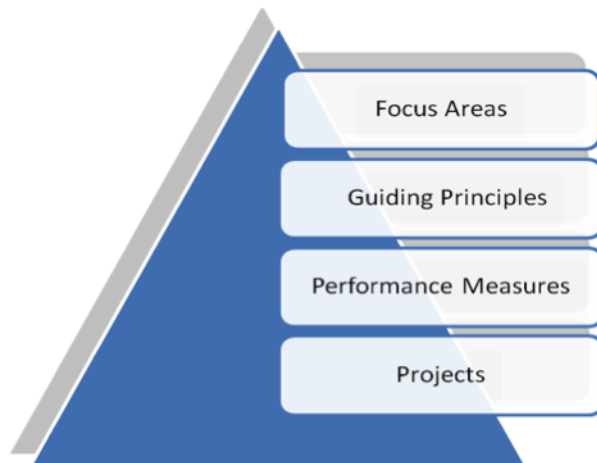 Focus Areas
Guiding Principles
Performance Measures
Projects